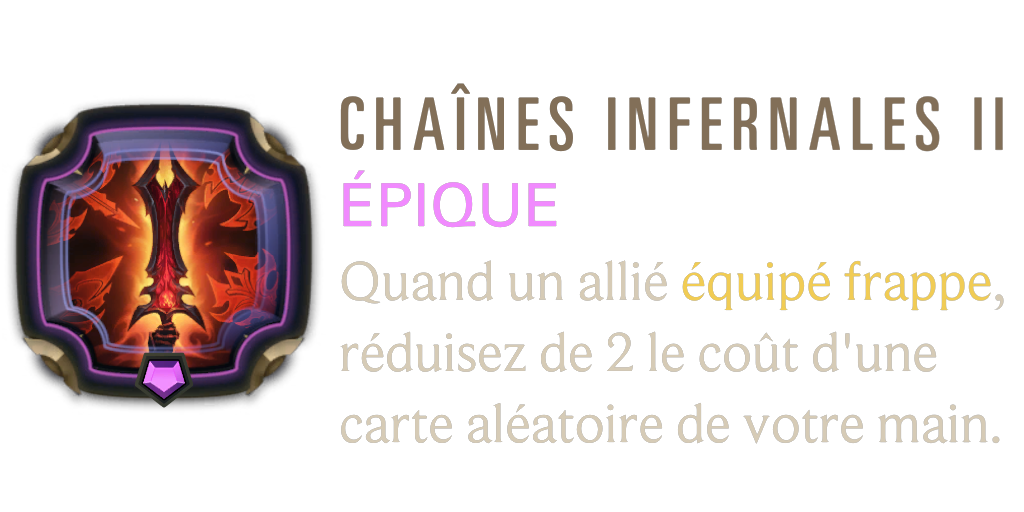 CHAÎNES INFERNALES II
ÉPIQUE
Quand un allié équipé frappe,
réduisez de 2 le coût d'une
carte aléatoire de votre main.